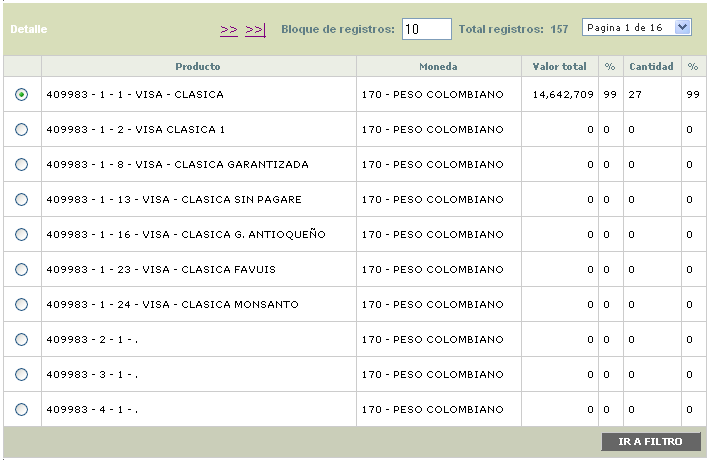 Detalle >> >>| Bloque de registros: 10 Total registros: 157 Pagina 1 de 16
Producto Moneda Valor total % Cantidad %
409983 - 1 - 1 - VISA - CLASICA 170 - PESO COLOMBIANO 14,642,709 99 27 99
409983 - 1 - 2 - VISA CLASICA 1 170 - PESO COLOMBIANO 0 0 0 0
409983 - 1 - 8 - VISA - CLASICA GARANTIZADA 170 - PESO COLOMBIANO 0 0 0 0
409983 - 1 - 13 - VISA - CLASICA SIN PAGARE 170 - PESO COLOMBIANO 0 0 0 0
409983 - 1 - 16 - VISA - CLASICA G. ANTIOQUEÑO 170 - PESO COLOMBIANO 0 0 0 0
409983 - 1 - 23 - VISA - CLASICA FAVUIS 170 - PESO COLOMBIANO 0 0 0 0
409983 - 1 - 24 - VISA - CLASICA MONSANTO 170 - PESO COLOMBIANO 0 0 0 0
409983 - 2 - 1 - . 170 - PESO COLOMBIANO 0 0 0 0
409983 - 3 - 1 - . 170 - PESO COLOMBIANO 0 0 0 0
409983 - 4 - 1 - . 170 - PESO COLOMBIANO 0 0 0 0
IR A FILTRO